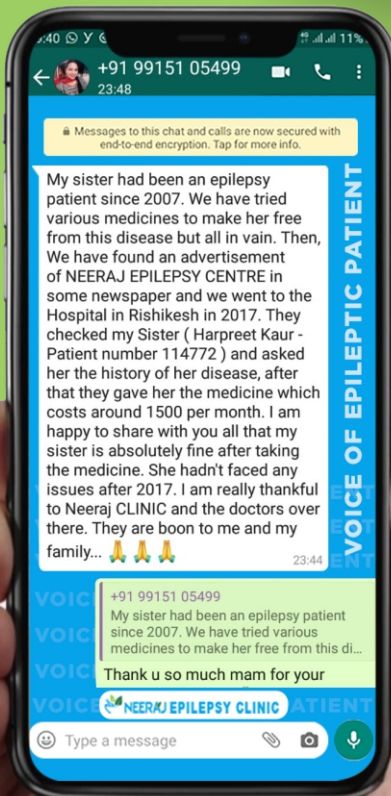 :40
4G 11%
+91 99151 05499
23:48
Messages to this chat and calls are now secured with
end-to-end encryption. Tap for more info.
My sister had been an epilepsy
patient since 2007. We have tried
various medicines to make her free
from this disease but all in vain. Then,
We have found an advertisement
of NEERAJ EPILEPSY CENTRE in
some newspaper and we went to the
Hospital in Rishikesh in 2017. They
checked my Sister ( Harpreet Kaur -
Patient number 114772 ) and asked
her the history of her disease, after
that they gave her the medicine which
costs around 1500 per month. I am
happy to share with you all that my
sister is absolutely fine after taking
the medicine. She hadn't faced any
issues after 2017. I am really thankful
to Neeraj CLINIC and the doctors over
there. They are boon to me and my
family... 🙏 🙏 🙏
23:44
VOICE OF EPILEPTIC PATIENT
+91 99151 05499
My sister had been an epilepsy patient
since 2007. We have tried various
medicines to make her free from this di...
Thank u so much mam for your
NEERAJ EPILEPSY CLINIC
Type a message